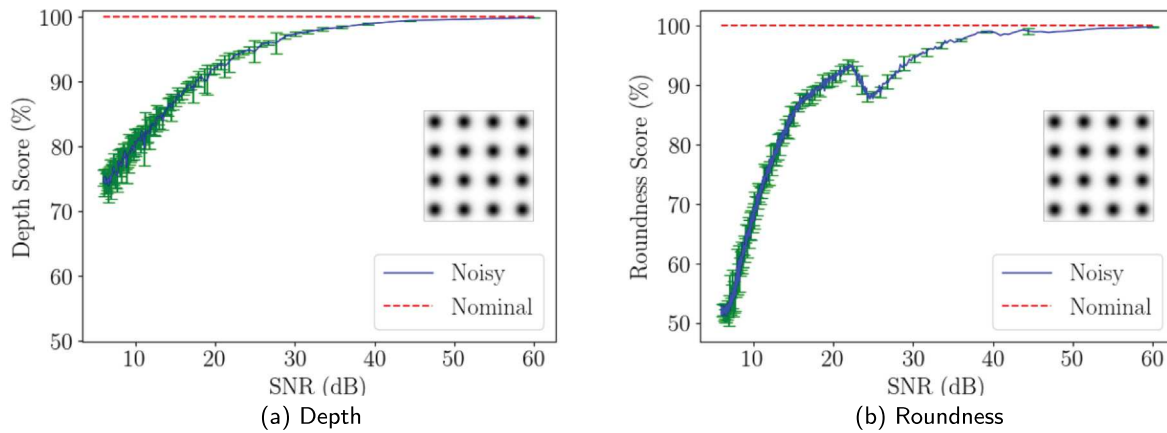 100
90
80
70
60
50
Depth Score (%)
Noisy
Nominal
10 20 30 40 50 60
SNR (dB)
(a) Depth
100
90
80
70
60
50
Roundness Score (%)
Noisy
Nominal
10 20 30 40 50 60
SNR (dB)
(b) Roundness